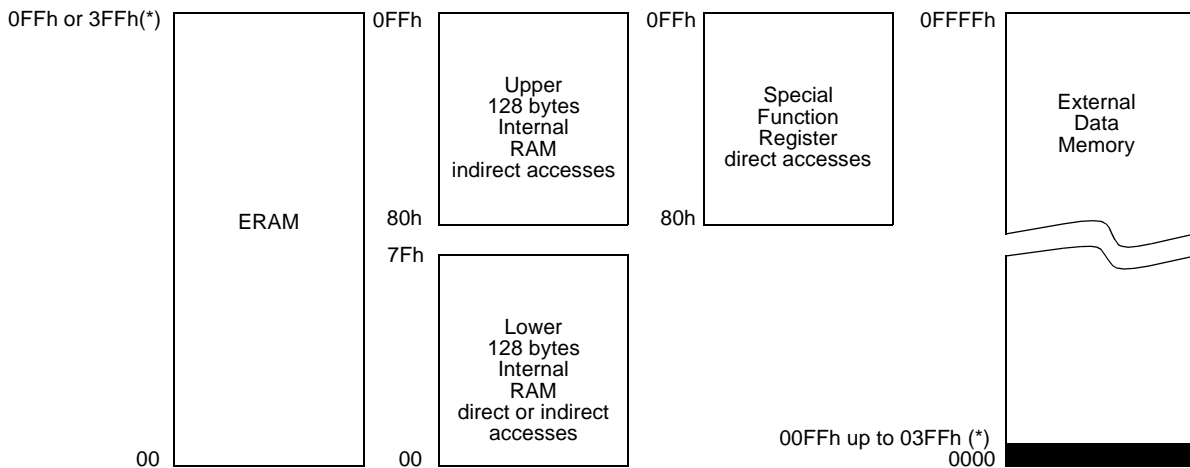 0FFh or 3FFh(*)
ERAM
00
0FFh
Upper
128 bytes
Internal
RAM
indirect accesses
80h
7Fh
Lower
128 bytes
Internal
RAM
direct or indirect
accesses
00
0FFh
Special
Function
Register
direct accesses
80h
0FFFFh
External
Data
Memory
00FFh up to 03FFh (*)
0000